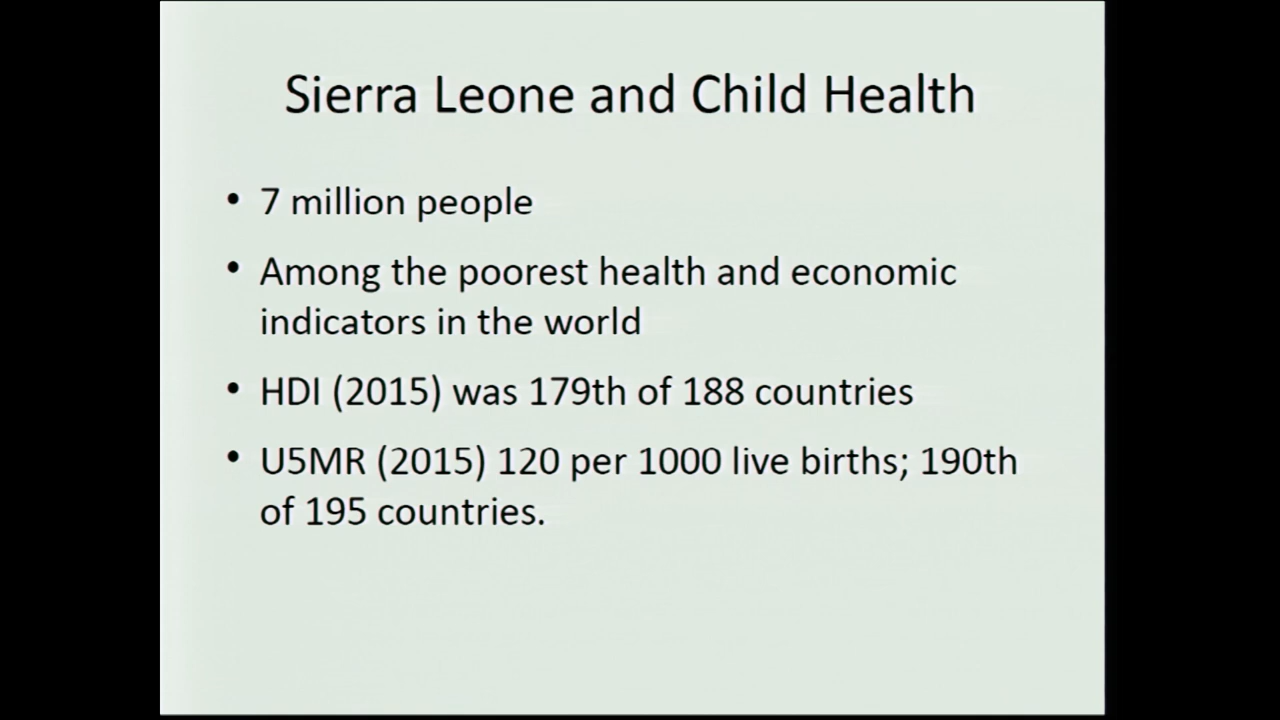 Sierra Leone and Child Health
• 7 million people
• Among the poorest health and economic
indicators in the world
• HDI (2015) was 179th of 188 countries
• U5MR (2015) 120 per 1000 live births; 190th
of 195 countries.